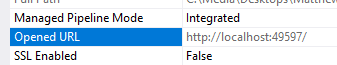 Managed Pipeline Mode Integrated
Opened URL http://localhost:49597/
SSL Enabled False